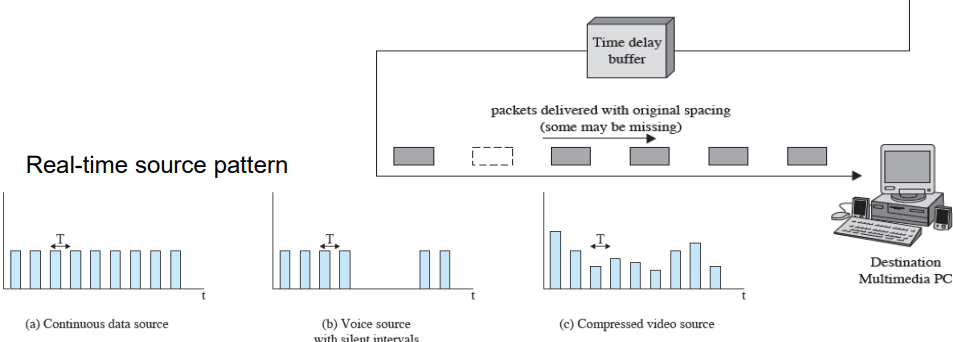 Time delay
buffer
packets delivered with original spacing
(some may be missing)
Real-time source pattern
Destination
Multimedia PC
T
t
(a) Continuous data source
T
t
(b) Voice source
with silent intervals
T
t
(c) Compressed video source